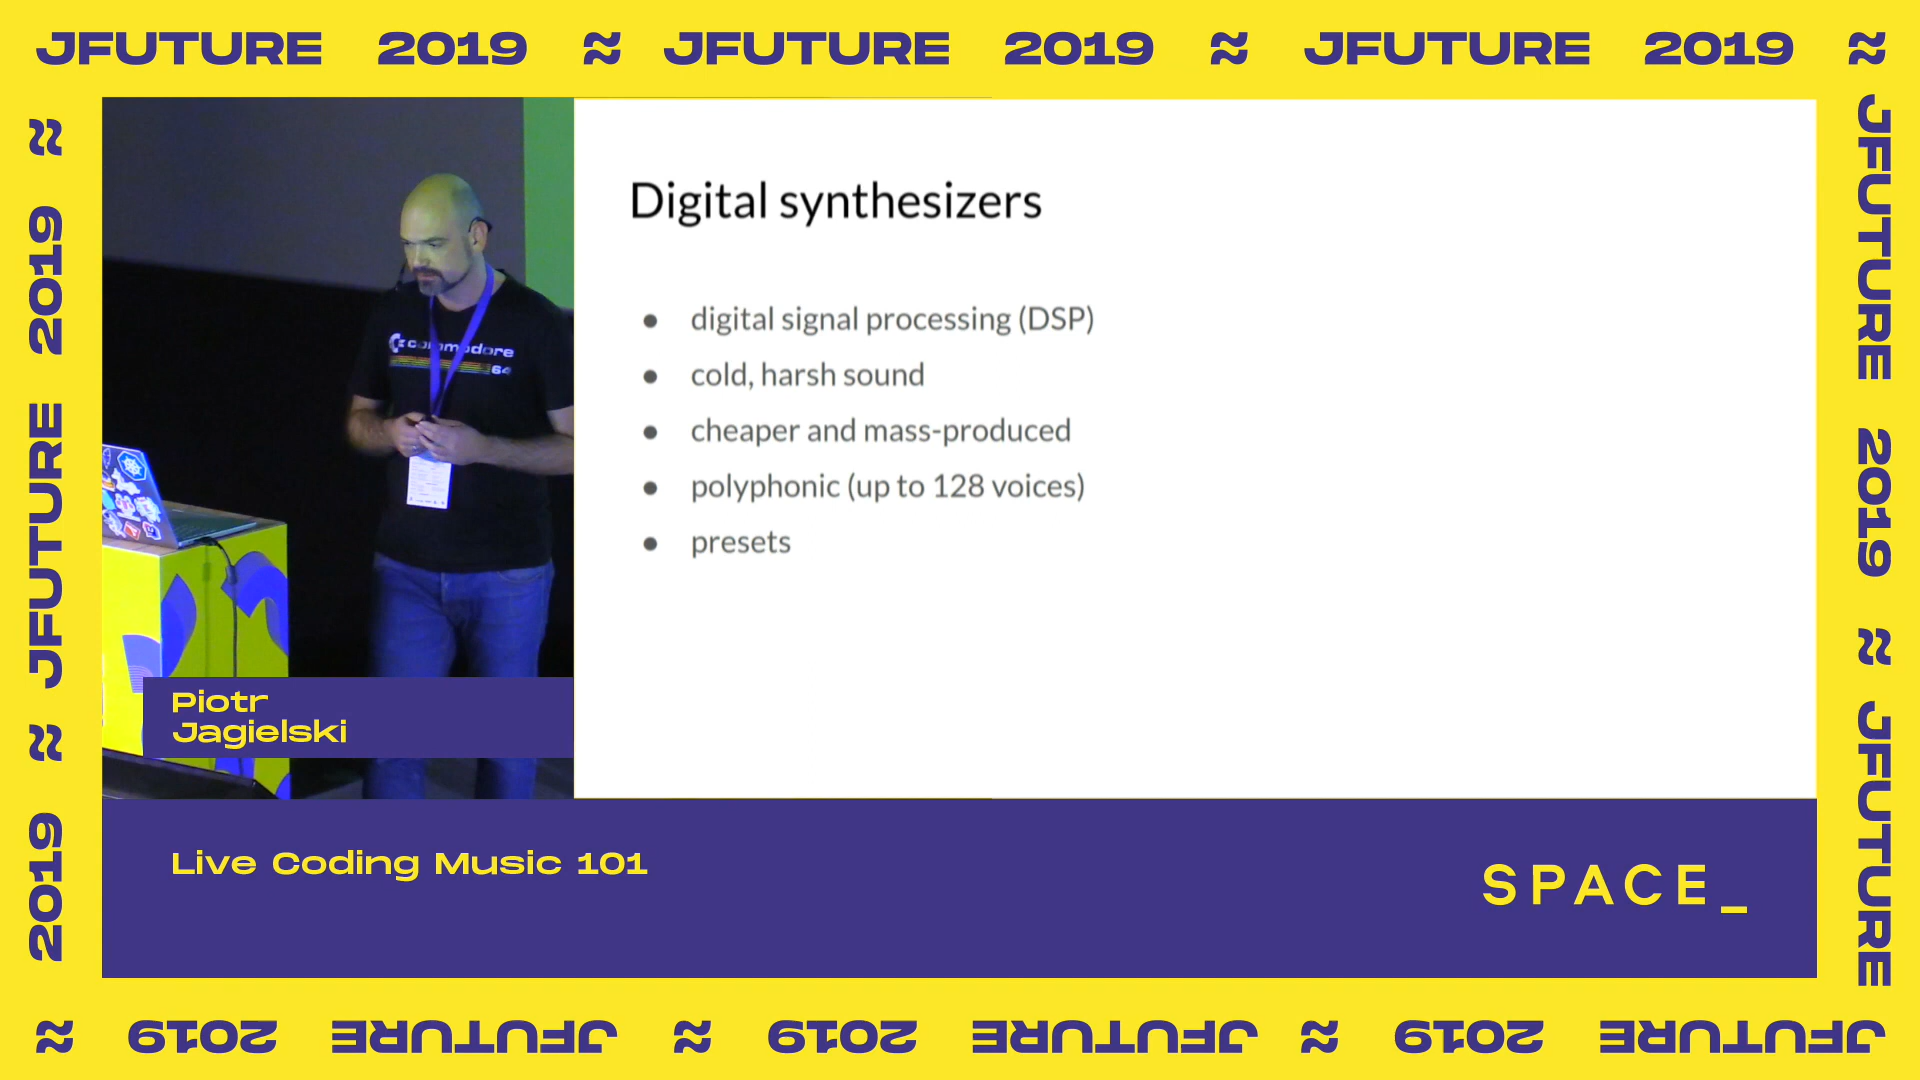 JFUTURE 2019 ≈ JFUTURE 2019 ≈ JFUTURE 2019 ≈
JFUTURE 2019 ≈ JFUTURE
JFUTURE 2019 ≈ JFUTURE 2019 ≈ JFUTURE 2019 ≈
2019 ≈ JFUTURE 2019 ≈
commodore
64
Piotr
Jagielski
Digital synthesizers
● digital signal processing (DSP)
● cold, harsh sound
● cheaper and mass-produced
● polyphonic (up to 128 voices)
● presets
Live Coding Music 101
SPACE_